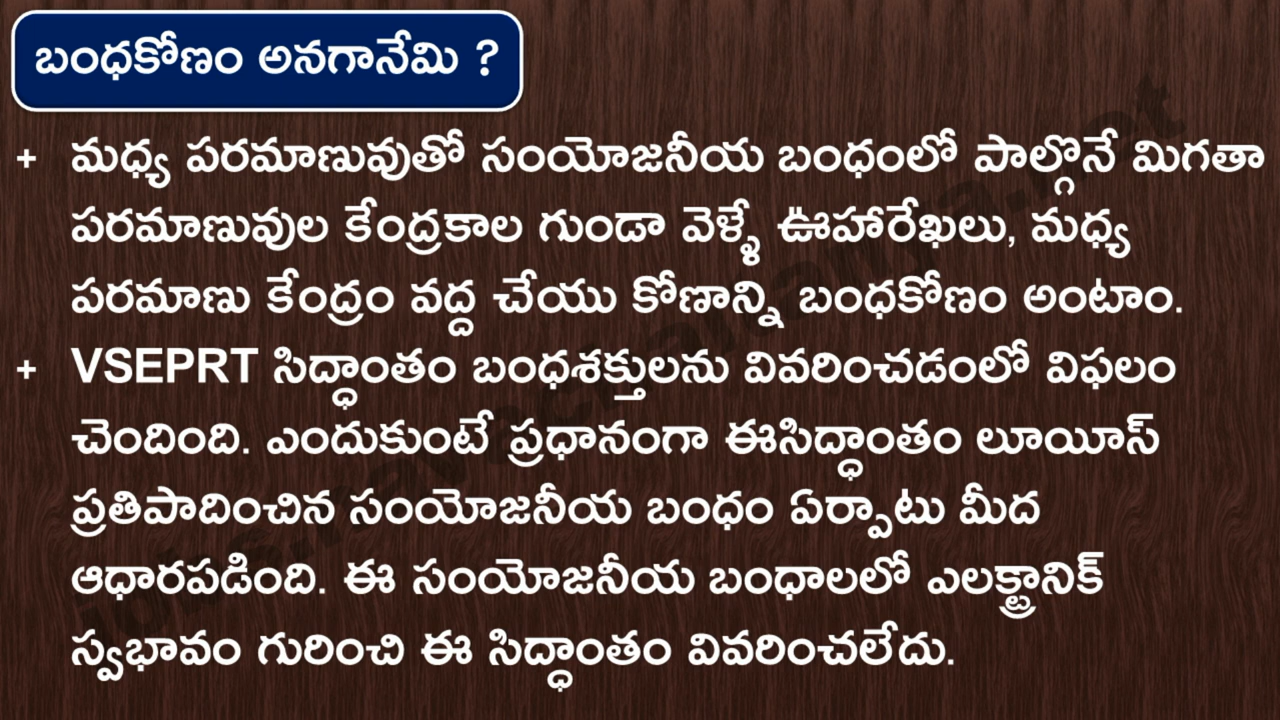 బంధకోణం అనగానేమి ?
+ మధ్య పరమాణువుతో సంయోజనీయ బంధంలో పాల్గొనే మిగతా
పరమాణువుల కేంద్రకాల గుండా వెళ్ళే ఊహారేఖలు, మధ్య
పరమాణు కేంద్రం వద్ద చేయు కోణాన్ని బంధకోణం అంటాం.
+ VSEPRT సిద్ధాంతం బంధశక్తులను వివరించడంలో విఫలం
చెందింది. ఎందుకుంటే ప్రధానంగా ఈసిద్ధాంతం లూయీస్
ప్రతిపాదించిన సంయోజనీయ బంధం ఏర్పాటు మీద
ఆధారపడింది. ఈ సంయోజనీయ బంధాలలో ఎలక్ట్రానిక్
స్వభావం గురించి ఈ సిద్ధాంతం వివరించలేదు.